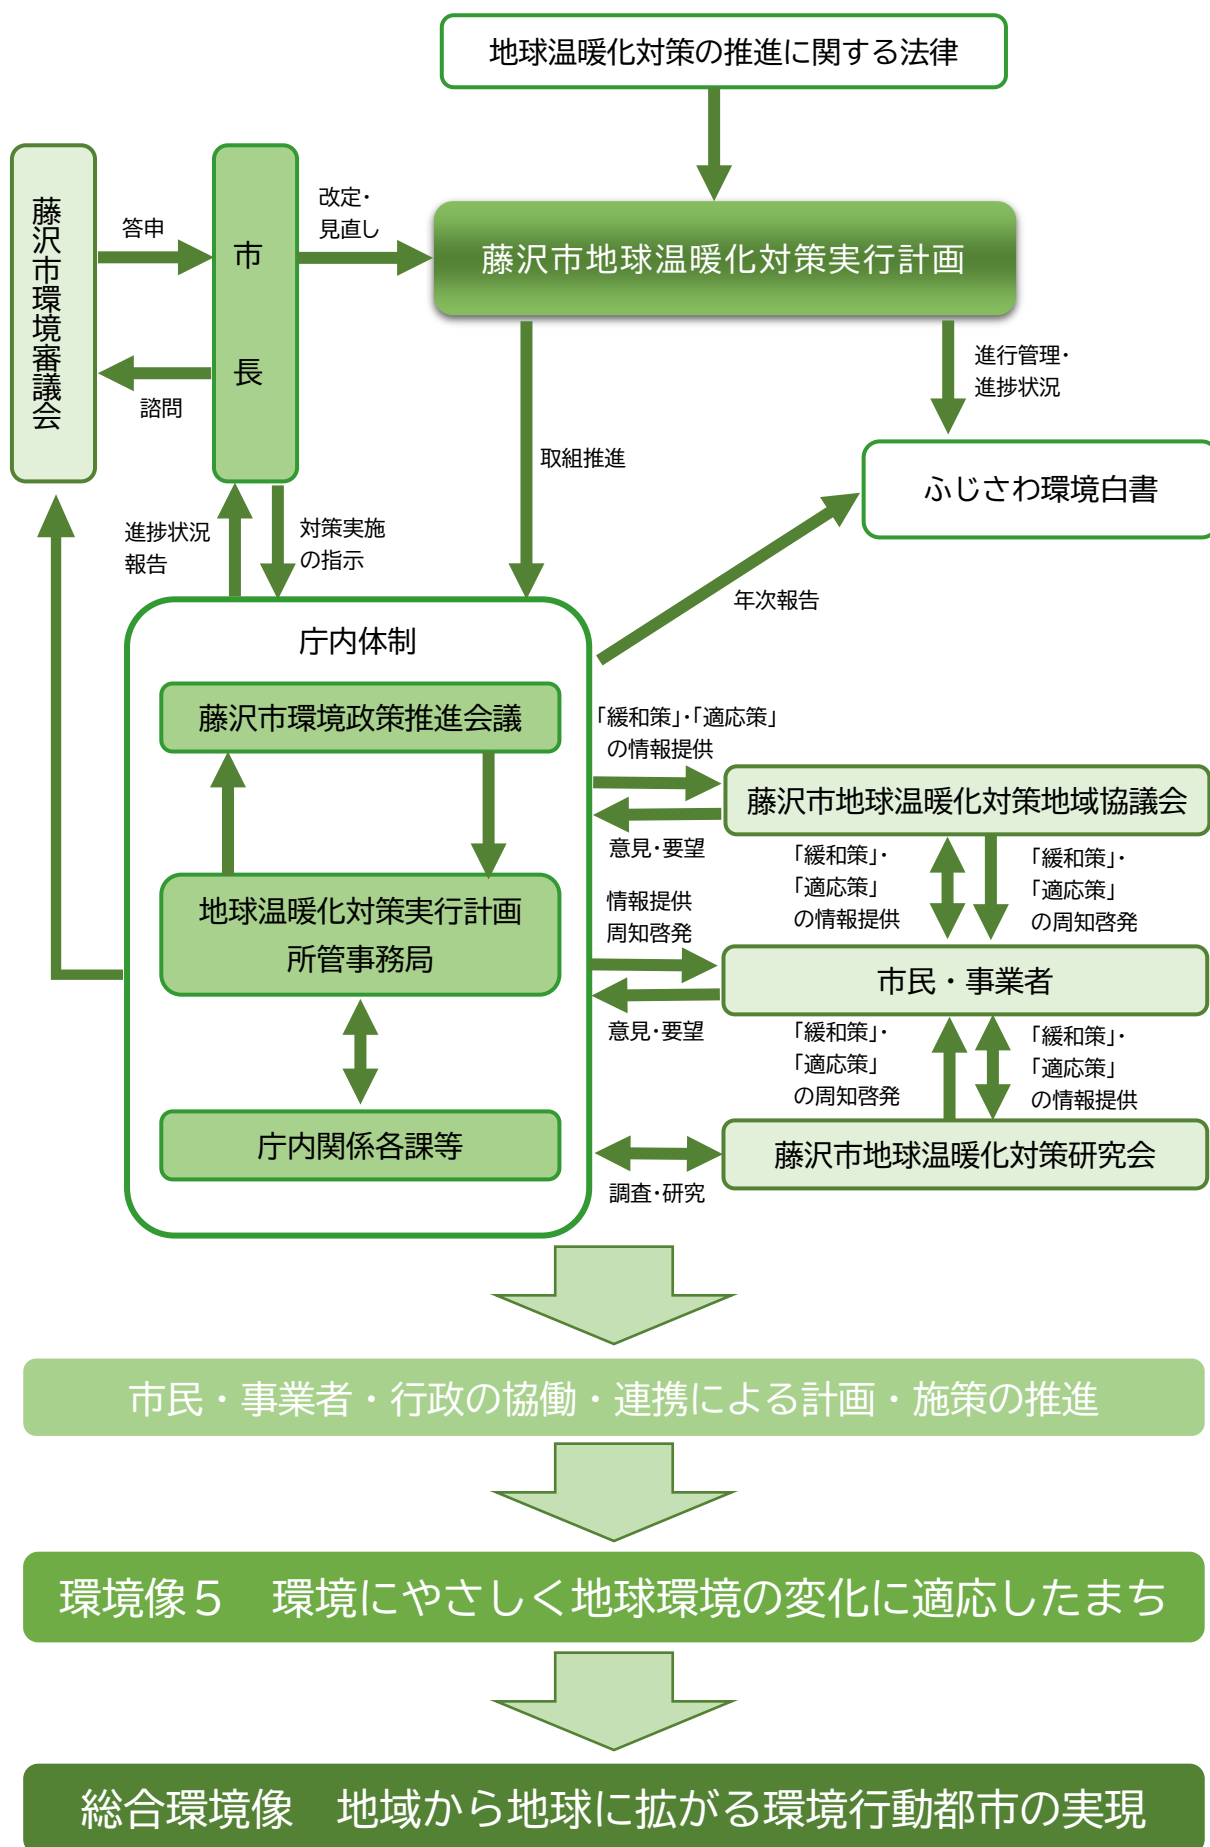 地球温暖化対策の推進に関する法律
藤沢市環境審議会
答申
諮問
市長
改定・
見直し
藤沢市地球温暖化対策実行計画
進行管理・
進捗状況
取組推進
ふじさわ環境白書
進捗状況
報告
対策実施
の指示
年次報告
庁内体制
藤沢市環境政策推進会議
地球温暖化対策実行計画
所管事務局
庁内関係各課等
「緩和策」・「適応策」
の情報提供
意見・要望
藤沢市地球温暖化対策地域協議会
「緩和策」・
「適応策」
の情報提供
「緩和策」・
「適応策」
の周知啓発
情報提供
周知啓発
意見・要望
市民・事業者
「緩和策」・
「適応策」
の周知啓発
「緩和策」・
「適応策」
の情報提供
調査・研究
藤沢市地球温暖化対策研究会
市民・事業者・行政の協働・連携による計画・施策の推進
環境像５　環境にやさしく地球環境の変化に適応したまち
総合環境像　地域から地球に拡がる環境行動都市の実現